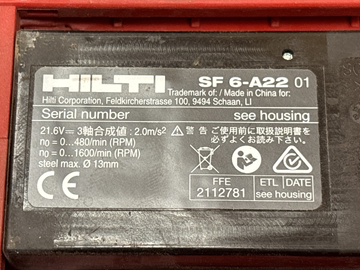 HILTI SF 6-A22 01
Trademark of: / Made in China for:
Hilti Corporation, Feldkircherstrasse 100, 9494 Schaan, LI
Serial number see housing
21.6V⎓ 3軸合成値 : 2.0m/s²
n₀ = 0...480/min (RPM)
n₀ = 0...1600/min (RPM)
steel max. Ø 13mm
警告 ご使用前に取扱説明書を
必ずよくお読み下さい。
CE
FFE
2112781
ETL DATE
see housing